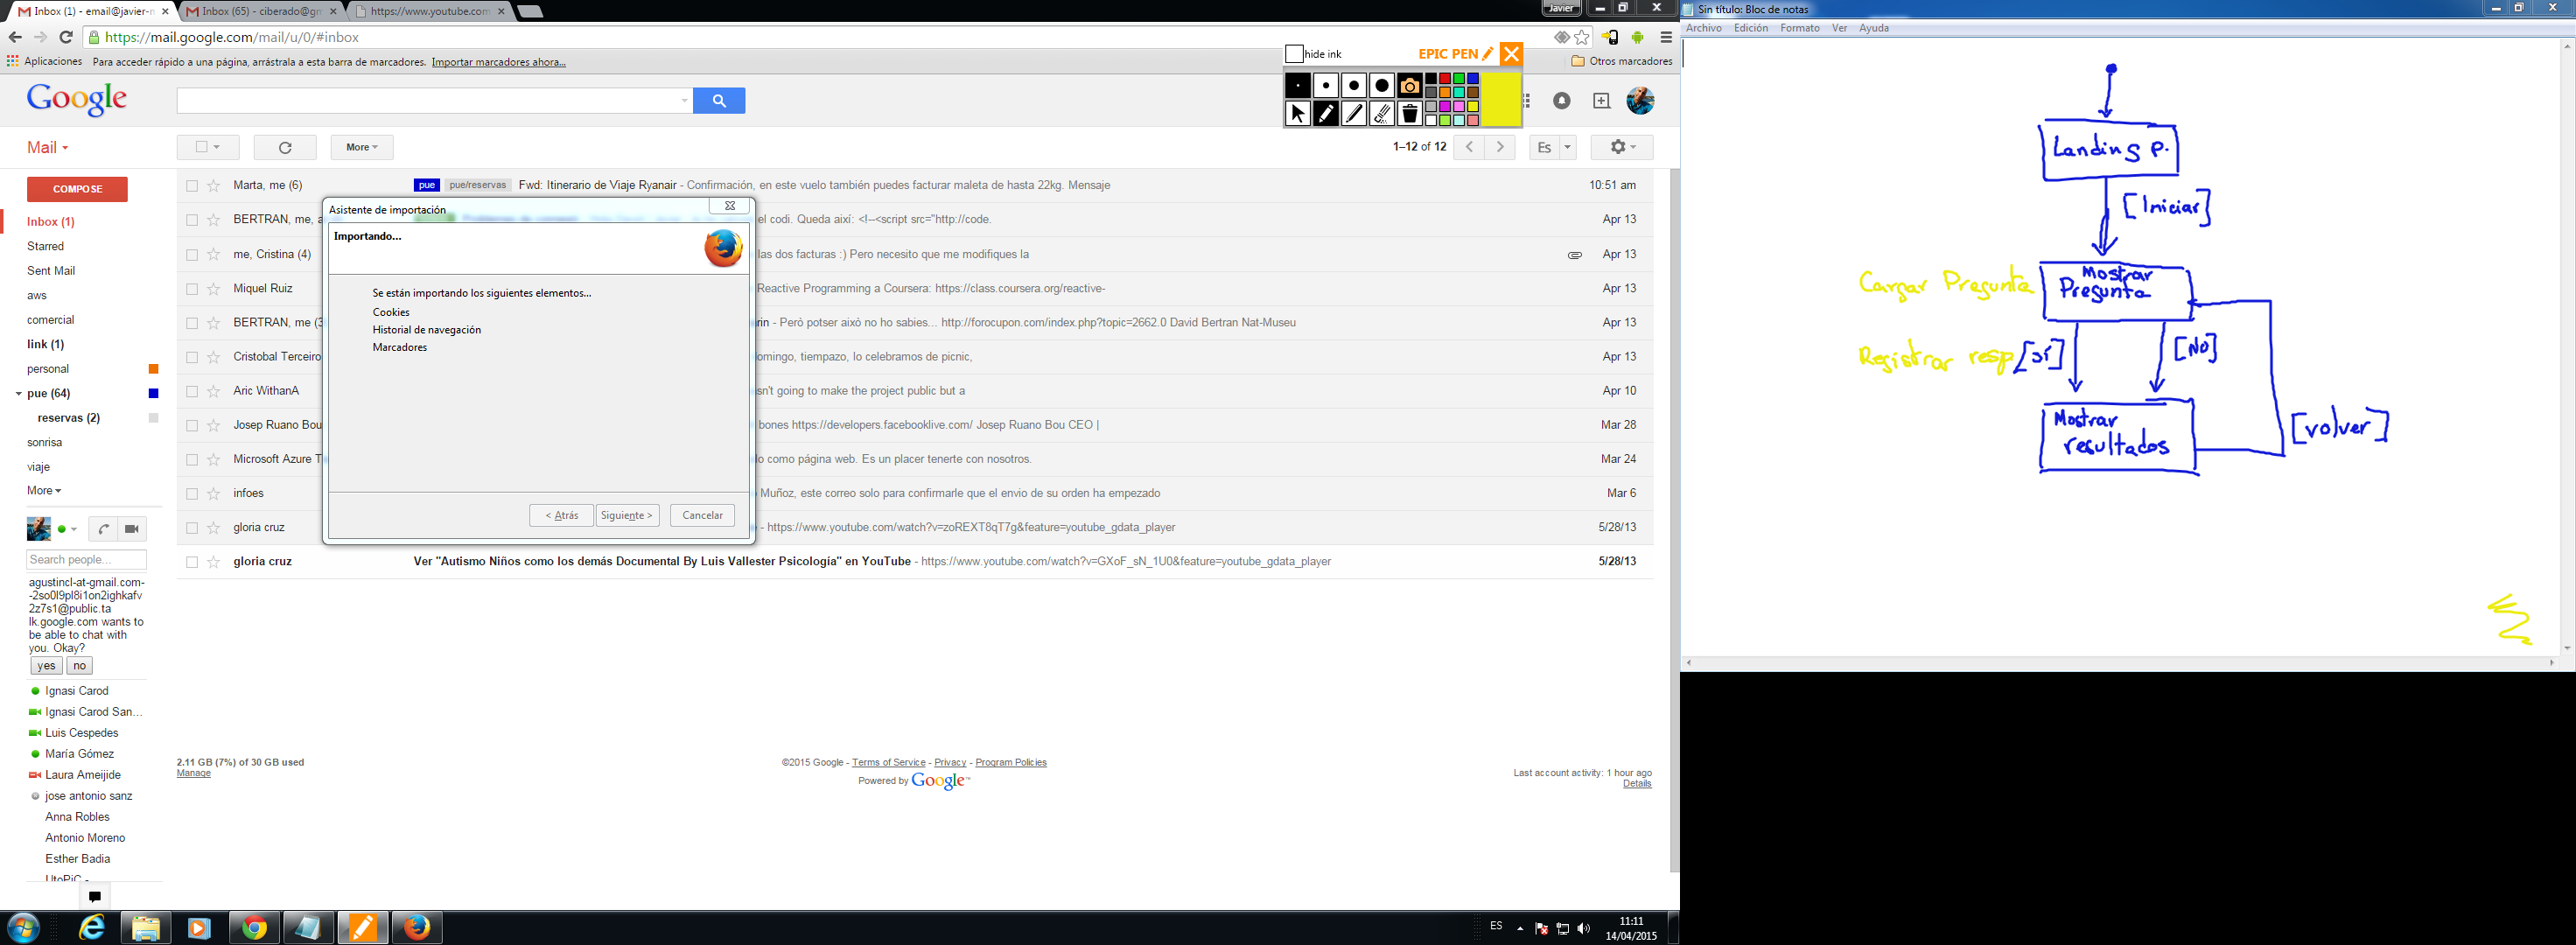 Inbox (1) - email@javier-n
Inbox (65) - ciberado@gm
https://www.youtube.com
Javier
https://mail.google.com/mail/u/0/#inbox
Aplicaciones Para acceder rápido a una página, arrástrala a esta barra de marcadores. Importar marcadores ahora...
Otros marcadores
hide ink EPIC PEN
Google
Mail
More
1–12 of 12
Es
COMPOSE
Inbox (1)
Starred
Sent Mail
aws
comercial
link (1)
personal
pue (64)
reservas (2)
sonrisa
viaje
More
Search people...
agustincl-at-gmail.com-
-2so0l9pl8i1on2ighkafv
2z7s1@public.ta
lk.google.com wants to
be able to chat with
you. Okay?
yes no
Ignasi Carod
Ignasi Carod San...
Luis Cespedes
María Gómez
Laura Ameijide
jose antonio sanz
Anna Robles
Antonio Moreno
Esther Badia
UtoPiC -
Marta, me (6) pue pue/reservas Fwd: Itinerario de Viaje Ryanair - Confirmación, en este vuelo también puedes facturar maleta de hasta 22kg. Mensaje 10:51 am
BERTRAN, me, a el codi. Queda així: <!--<script src="http://code. Apr 13
me, Cristina (4) las dos facturas :) Pero necesito que me modifiques la Apr 13
Miquel Ruiz Reactive Programming a Coursera: https://class.coursera.org/reactive- Apr 13
BERTRAN, me (3 arin - Però potser això no ho sabies... http://forocupon.com/index.php?topic=2662.0 David Bertran Nat-Museu Apr 13
Cristobal Terceiro domingo, tiempazo, lo celebramos de picnic, Apr 13
Aric WithanA asn't going to make the project public but a Apr 10
Josep Ruano Bou bones https://developers.facebooklive.com/ Josep Ruano Bou CEO | Mar 28
Microsoft Azure T lo como página web. Es un placer tenerte con nosotros. Mar 24
infoes Muñoz, este correo solo para confirmarle que el envio de su orden ha empezado Mar 6
gloria cruz - https://www.youtube.com/watch?v=zoREXT8qT7g&feature=youtube_gdata_player 5/28/13
gloria cruz Ver "Autismo Niños como los demás Documental By Luis Vallester Psicología" en YouTube - https://www.youtube.com/watch?v=GXoF_sN_1U0&feature=youtube_gdata_player 5/28/13
Asistente de importación
Importando...
Se están importando los siguientes elementos...
Cookies
Historial de navegación
Marcadores
< Atrás Siguiente > Cancelar
2.11 GB (7%) of 30 GB used
Manage
©2015 Google - Terms of Service - Privacy - Program Policies
Powered by Google™
Last account activity: 1 hour ago
Details
ES
11:11
14/04/2015
Sin título: Bloc de notas
Archivo Edición Formato Ver Ayuda
Landing P.
[Iniciar]
Cargar Pregunta
Mostrar
Pregunta
Registrar resp
[sí]
[NO]
Mostrar
resultados
[volver]